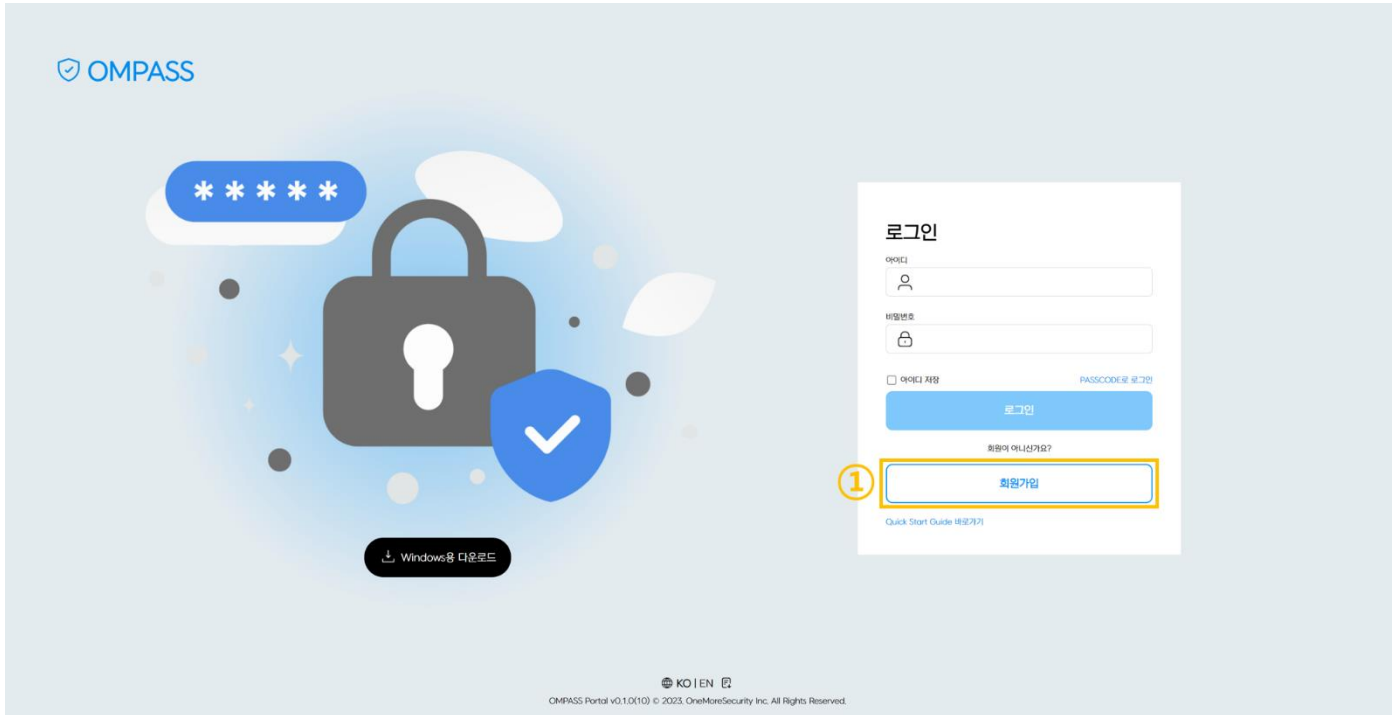 OMPASS
* * * * *
로그인
아이디
비밀번호
아이디 저장 PASSCODE로 로그인
로그인
회원이 아니신가요?
① 회원가입
Quick Start Guide 바로가기
Windows용 다운로드
KO | EN
OMPASS Portal v0.1.0(10) © 2023. OneMoreSecurity Inc. All Rights Reserved.